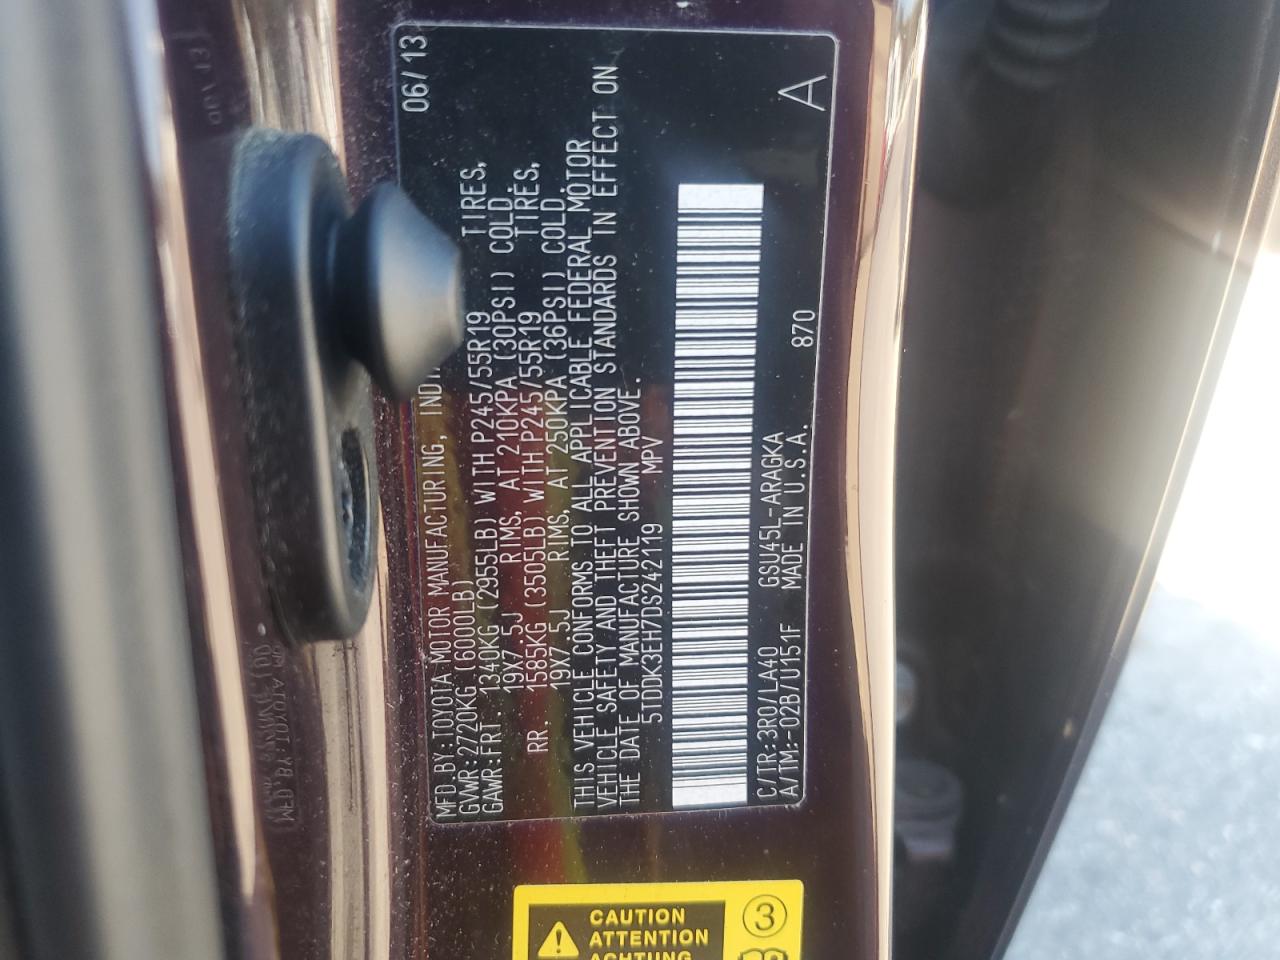 06/13
MFD.BY:TOYOTA MOTOR MANUFACTURING,
GVWR:2720KG (6000LB)
GAWR:FRT. 1340KG (2955LB) WITH P245/55R19 TIRES,
19X7.5J RIMS, AT 210KPA (30PSI) COLD.
RR. 1585KG (3505LB) WITH P245/55R19 TIRES,
19X7.5J RIMS, AT 250KPA (36PSI) COLD.
THIS VEHICLE CONFORMS TO ALL APPLICABLE FEDERAL MOTOR
VEHICLE SAFETY AND THEFT PREVENTION STANDARDS IN EFFECT ON
THE DATE OF MANUFACTURE SHOWN ABOVE.
5TDDK3EH7DS242119 MPV
C/TR:3R0/LA40 GSU45L-ARAGKA
A/TM:-02B/U151F MADE IN U.S.A. 870
A
CAUTION
ATTENTION
ACHTUNG
3